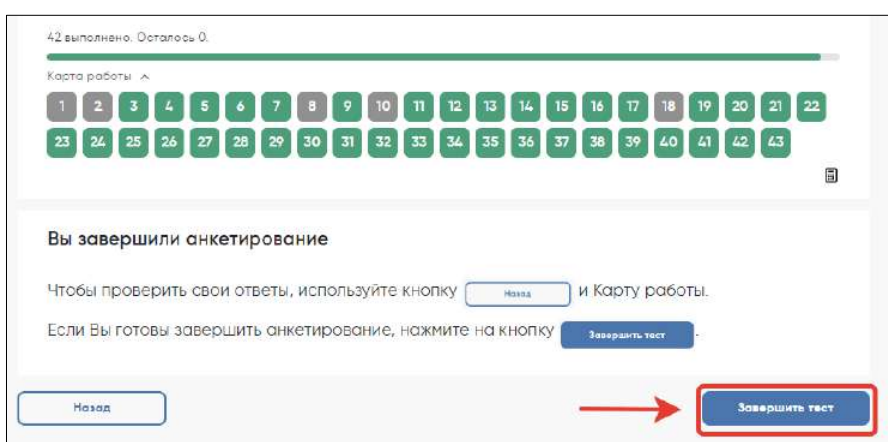 42 выполнено. Осталось 0.
Карта работы
1 2 3 4 5 6 7 8 9 10 11 12 13 14 15 16 17 18 19 20 21 22
23 24 25 26 27 28 29 30 31 32 33 34 35 36 37 38 39 40 41 42 43
Вы завершили анкетирование
Чтобы проверить свои ответы, используйте кнопку Назад и Карту работы.
Если Вы готовы завершить анкетирование, нажмите на кнопку Завершить тест.
Назад Завершить тест